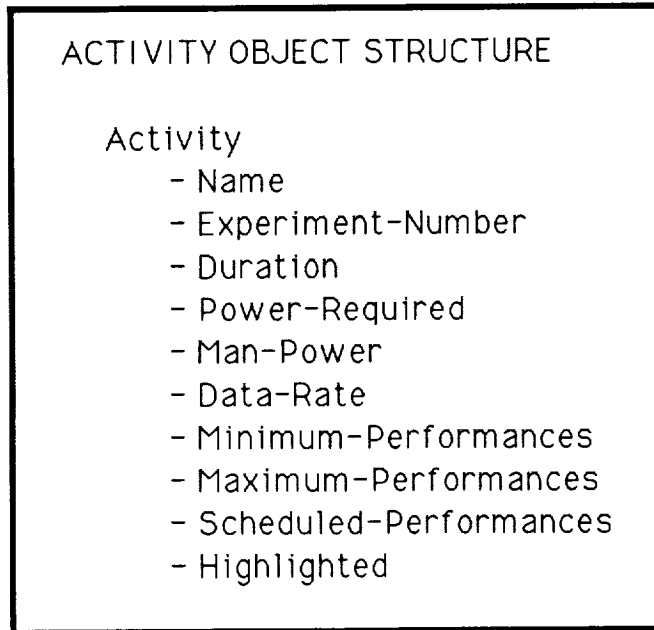 ACTIVITY OBJECT STRUCTURE
Activity
- Name
- Experiment-Number
- Duration
- Power-Required
- Man-Power
- Data-Rate
- Minimum-Performances
- Maximum-Performances
- Scheduled-Performances
- Highlighted